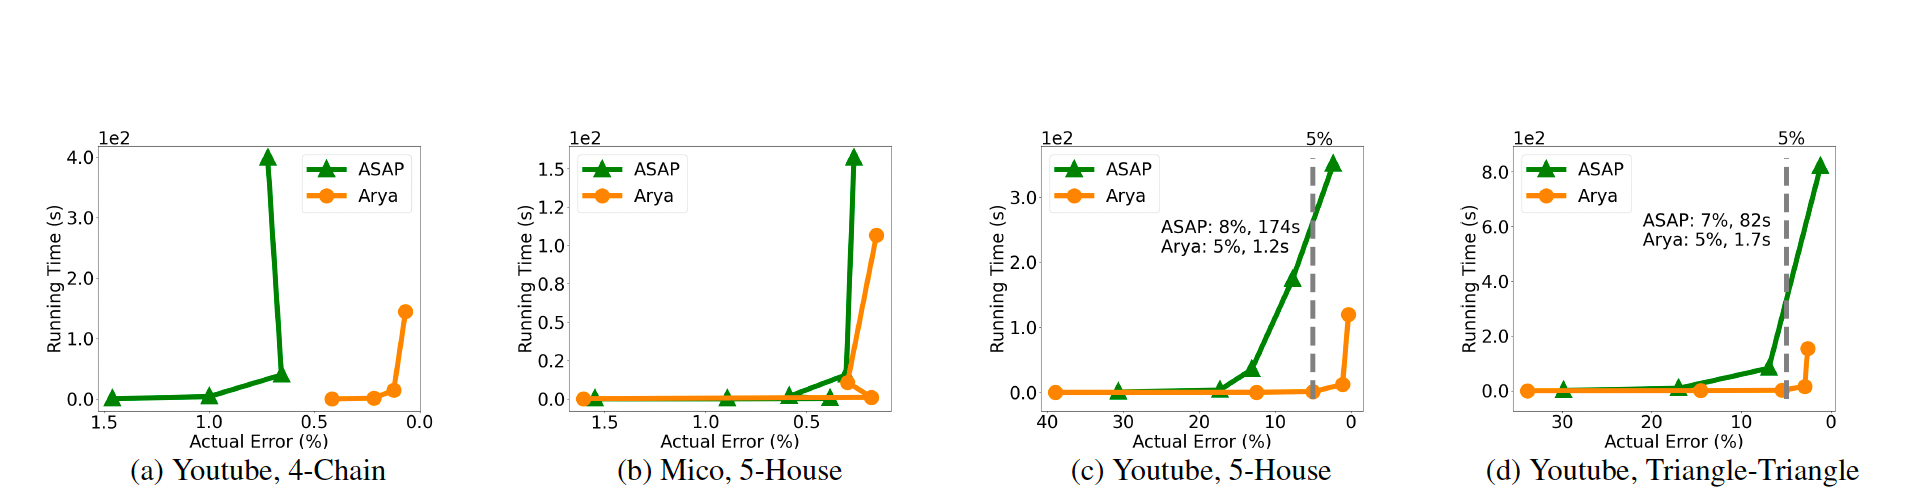 1e2
4.0
3.0
2.0
1.0
0.0
Running Time (s)
ASAP
Arya
1.5
1.0
0.5
0.0
Actual Error (%)
(a) Youtube, 4-Chain
1e2
1.5
1.2
1.0
0.8
0.5
0.2
0.0
Running Time (s)
ASAP
Arya
1.5
1.0
0.5
Actual Error (%)
(b) Mico, 5-House
1e2
5%
3.0
2.0
1.0
0.0
Running Time (s)
ASAP
Arya
ASAP: 8%, 174s
Arya: 5%, 1.2s
40
30
20
10
0
Actual Error (%)
(c) Youtube, 5-House
1e2
5%
8.0
6.0
4.0
2.0
0.0
Running Time (s)
ASAP
Arya
ASAP: 7%, 82s
Arya: 5%, 1.7s
30
20
10
0
Actual Error (%)
(d) Youtube, Triangle-Triangle